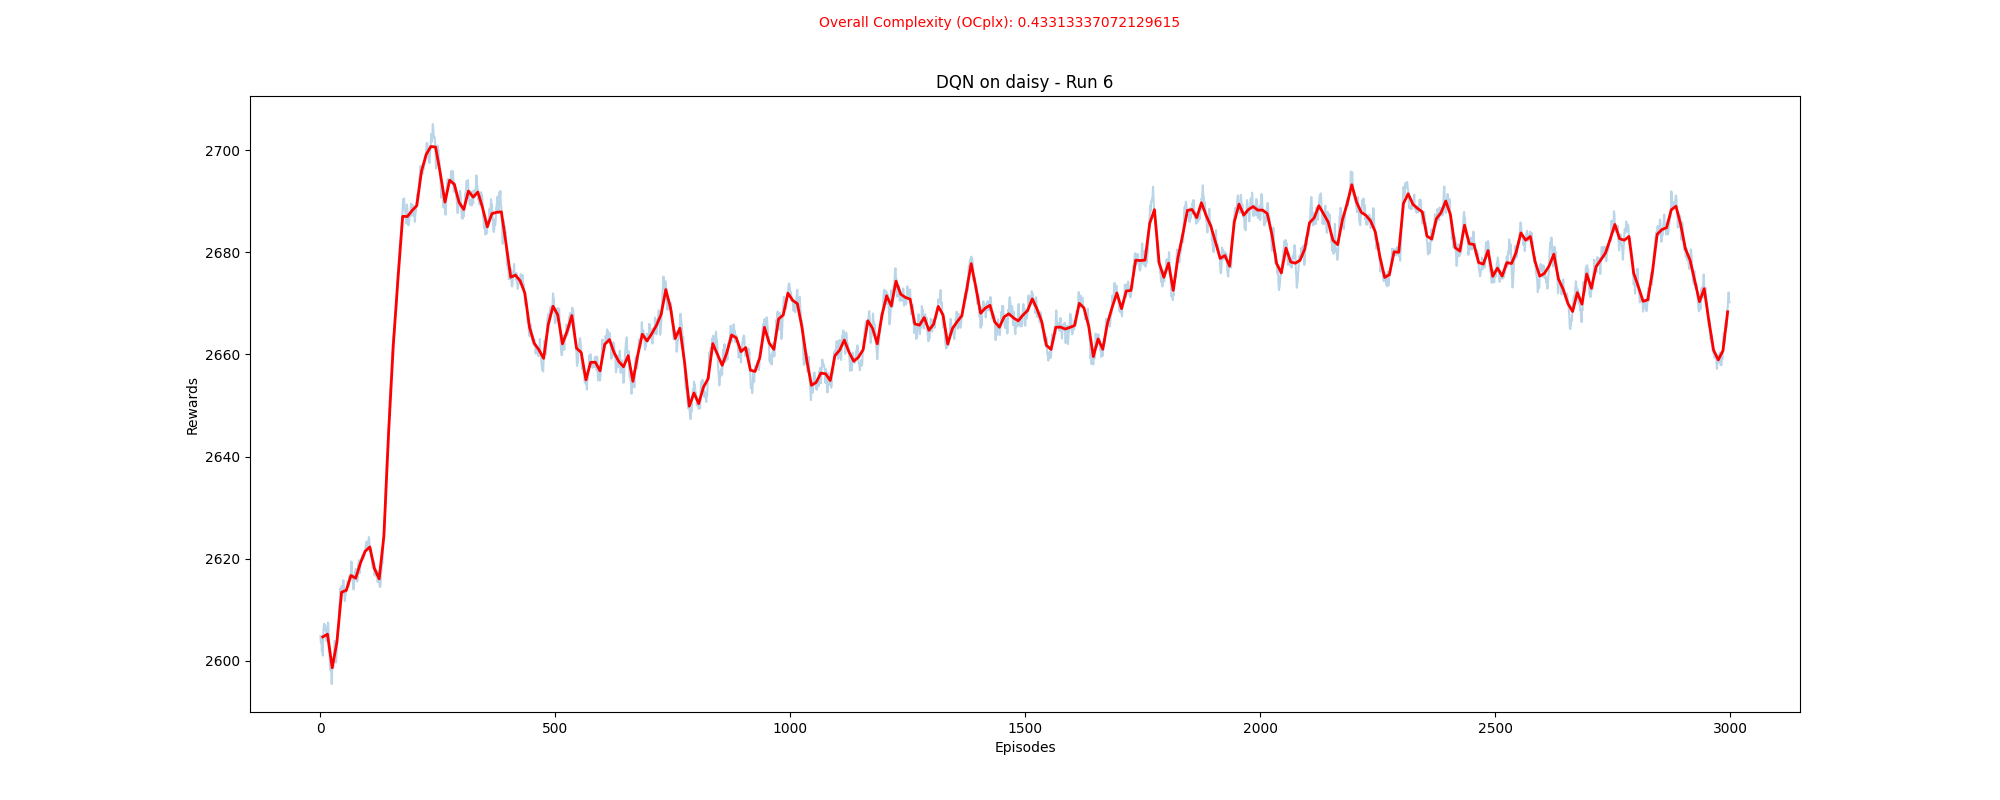 Overall Complexity (OCplx): 0.43313337072129615
DQN on daisy - Run 6
2700
2680
2660
2640
2620
2600
Rewards
0 500 1000 1500 2000 2500 3000
Episodes